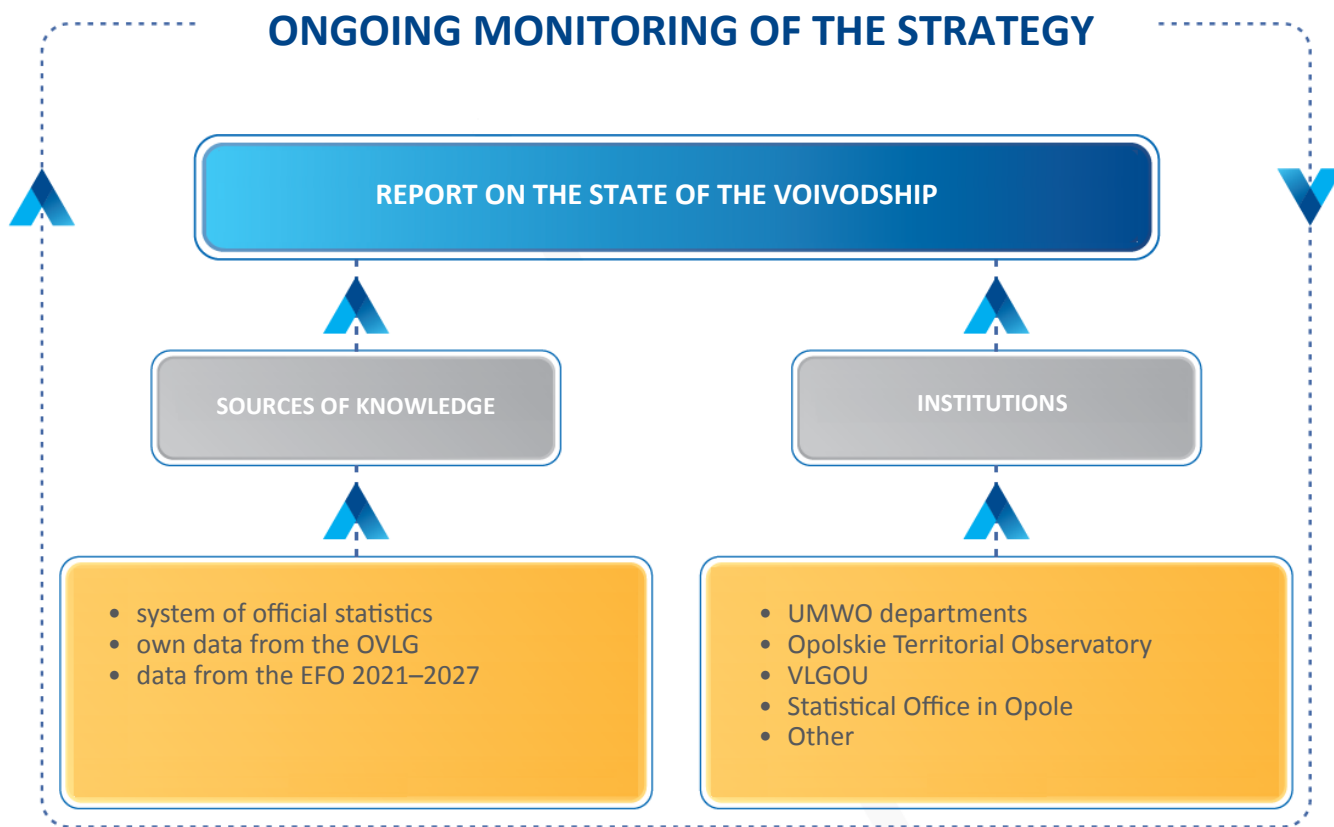 ONGOING MONITORING OF THE STRATEGY
REPORT ON THE STATE OF THE VOIVODSHIP
SOURCES OF KNOWLEDGE
INSTITUTIONS
• system of official statistics
• own data from the OVLG
• data from the EFO 2021–2027
• UMWO departments
• Opolskie Territorial Observatory
• VLGOU
• Statistical Office in Opole
• Other